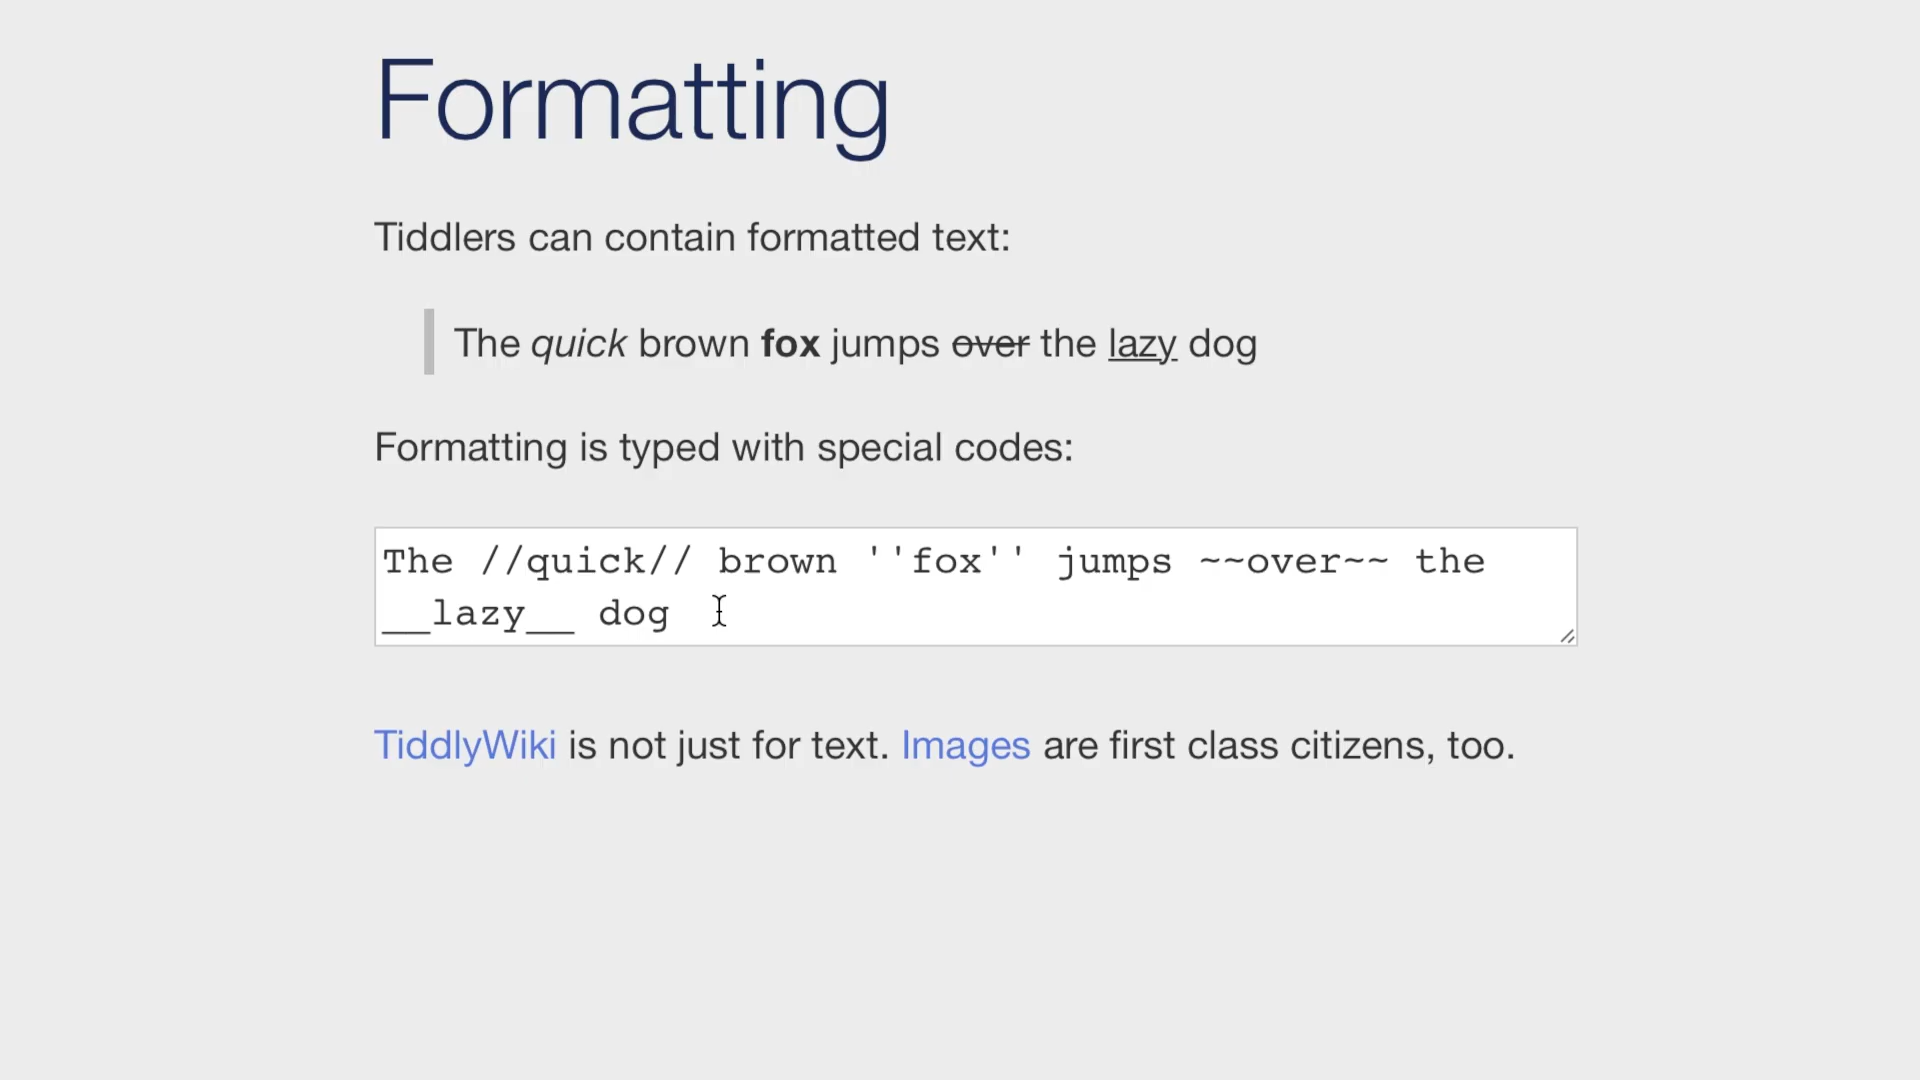 Formatting
Tiddlers can contain formatted text:
The quick brown fox jumps over the lazy dog
Formatting is typed with special codes:
The //quick// brown ''fox'' jumps ~~over~~ the
__lazy__ dog
TiddlyWiki is not just for text. Images are first class citizens, too.